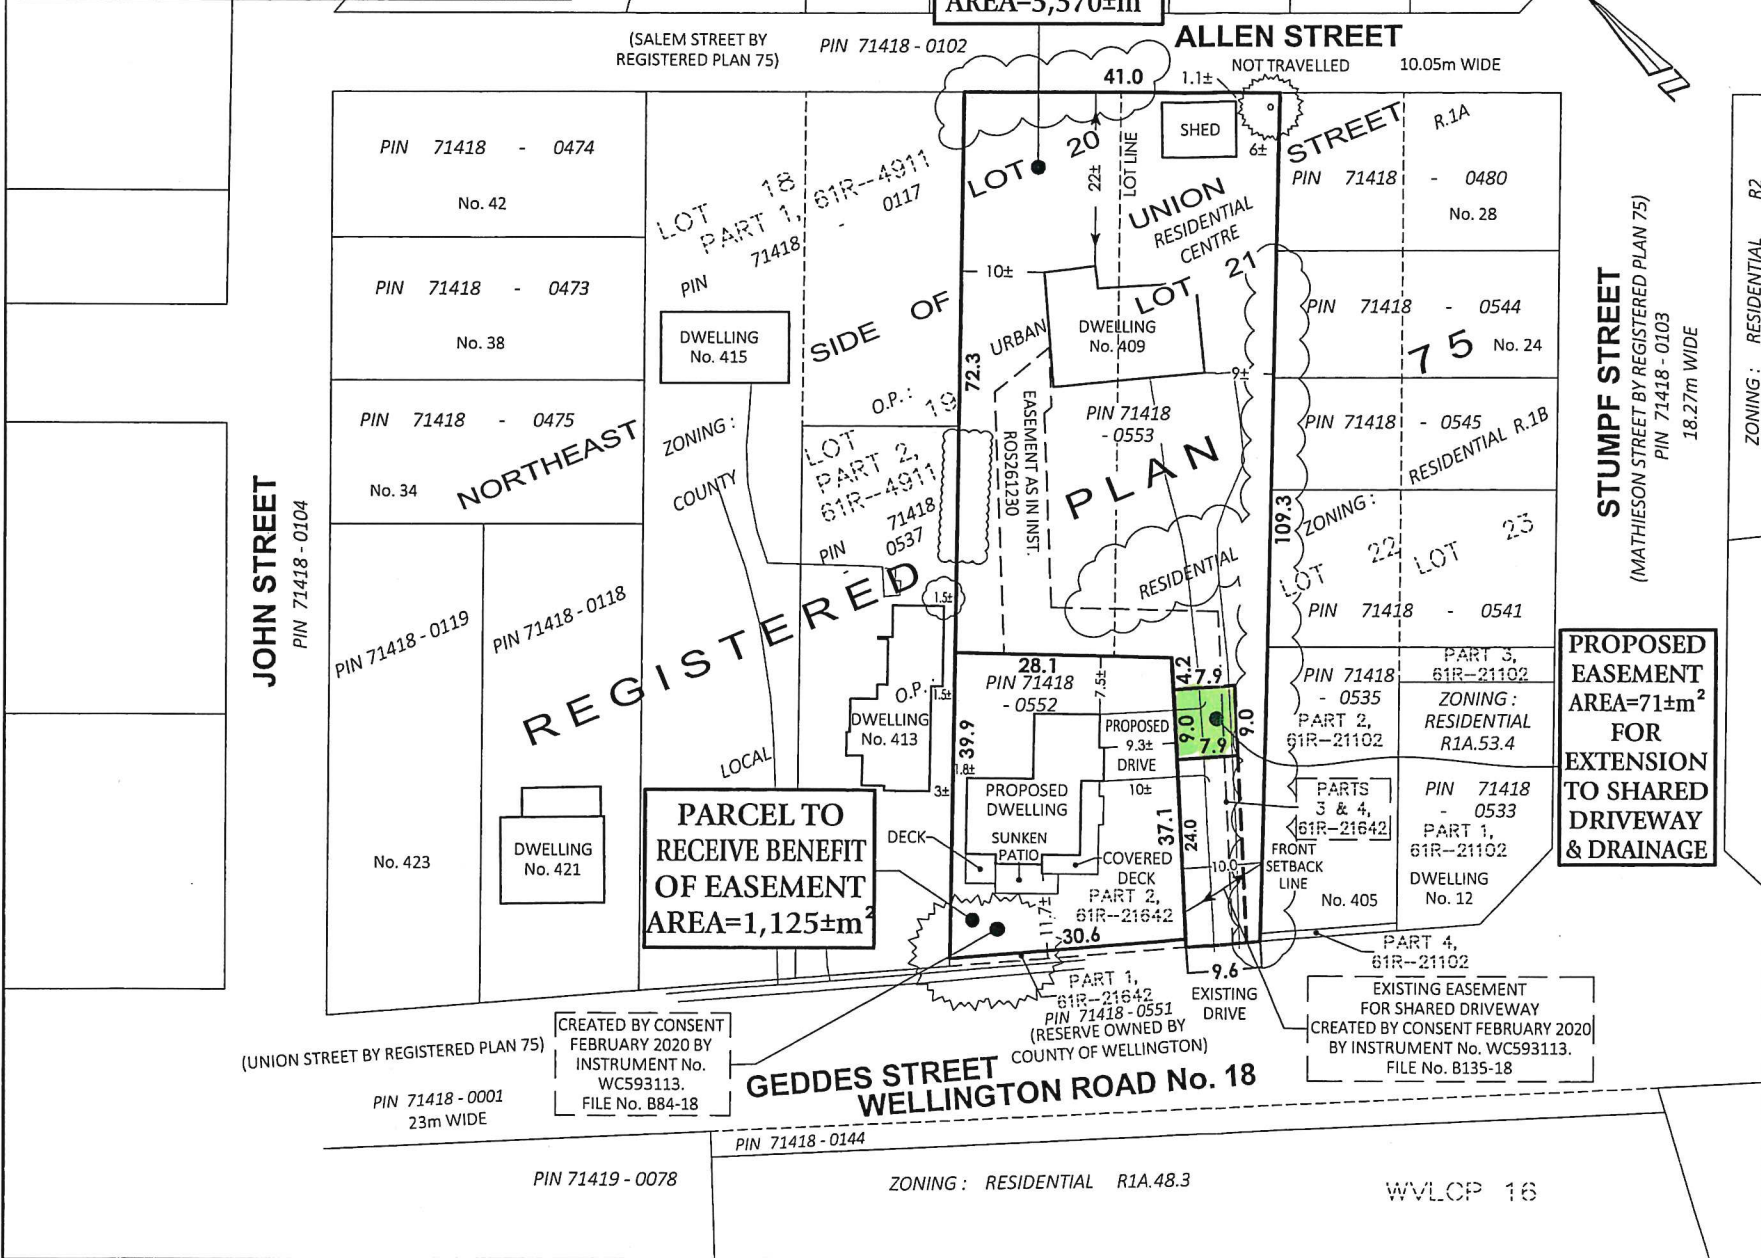 AREA=3,370±m²
(SALEM STREET BY
REGISTERED PLAN 75)
PIN 71418 - 0102
ALLEN STREET
NOT TRAVELLED 10.05m WIDE
41.0
1.1±
PIN 71418 - 0474
No. 42
PIN 71418 - 0473
No. 38
PIN 71418 - 0475
No. 34
JOHN STREET
PIN 71418 - 0104
PIN 71418 - 0119
PIN 71418 - 0118
No. 423
DWELLING
No. 421
LOT 18
PART 1, 61R--4911
PIN 71418 - 0117
DWELLING
No. 415
NORTHEAST SIDE OF UNION STREET
REGISTERED PLAN 75
ZONING :
COUNTY
LOCAL
O.P. :
LOT 19
PART 2,
61R--4911
PIN 71418 - 0537
O.P. :
DWELLING
No. 413
1.5±
1.5±
1.8±
3±
LOT 20
22±
LOT LINE
SHED
6±
RESIDENTIAL
CENTRE
LOT 21
10±
URBAN
DWELLING
No. 409
9±
72.3
EASEMENT AS IN INST.
ROS261230
PIN 71418
- 0553
RESIDENTIAL
109.3
R.1A
PIN 71418 - 0480
No. 28
PIN 71418 - 0544
No. 24
PIN 71418 - 0545
RESIDENTIAL R.1B
ZONING :
LOT 22
LOT 23
PIN 71418 - 0541
STUMPF STREET
(MATHIESON STREET BY REGISTERED PLAN 75)
PIN 71418 - 0103
18.27m WIDE
ZONING : RESIDENTIAL R2
28.1
PIN 71418
- 0552
7.5±
4.2
7.9
9.0
7.9
9.0
39.9
PROPOSED
9.3±
DRIVE
10±
PROPOSED
DWELLING
SUNKEN
PATIO
DECK
COVERED
DECK
PART 2,
61R--21642
37.1
24.0
10.0
30.6
9.6
PIN 71418
- 0535
PART 2,
61R--21102
PART 3,
61R--21102
ZONING :
RESIDENTIAL
R1A.53.4
PARTS
3 & 4,
61R--21642
FRONT
SETBACK
LINE
PIN 71418
- 0533
PART 1,
61R--21102
DWELLING
No. 12
No. 405
PART 4,
61R--21102
PROPOSED
EASEMENT
AREA=71±m²
FOR
EXTENSION
TO SHARED
DRIVEWAY
& DRAINAGE
PARCEL TO
RECEIVE BENEFIT
OF EASEMENT
AREA=1,125±m²
EXISTING EASEMENT
FOR SHARED DRIVEWAY
CREATED BY CONSENT FEBRUARY 2020
BY INSTRUMENT No. WC593113.
FILE No. B135-18
EXISTING
DRIVE
PART 1,
61R--21642
PIN 71418 - 0551
(RESERVE OWNED BY
COUNTY OF WELLINGTON)
CREATED BY CONSENT
FEBRUARY 2020 BY
INSTRUMENT No.
WC593113.
FILE No. B84-18
(UNION STREET BY REGISTERED PLAN 75)
PIN 71418 - 0001
23m WIDE
GEDDES STREET
WELLINGTON ROAD No. 18
PIN 71418 - 0144
PIN 71419 - 0078
ZONING : RESIDENTIAL R1A.48.3
WVLCP 16